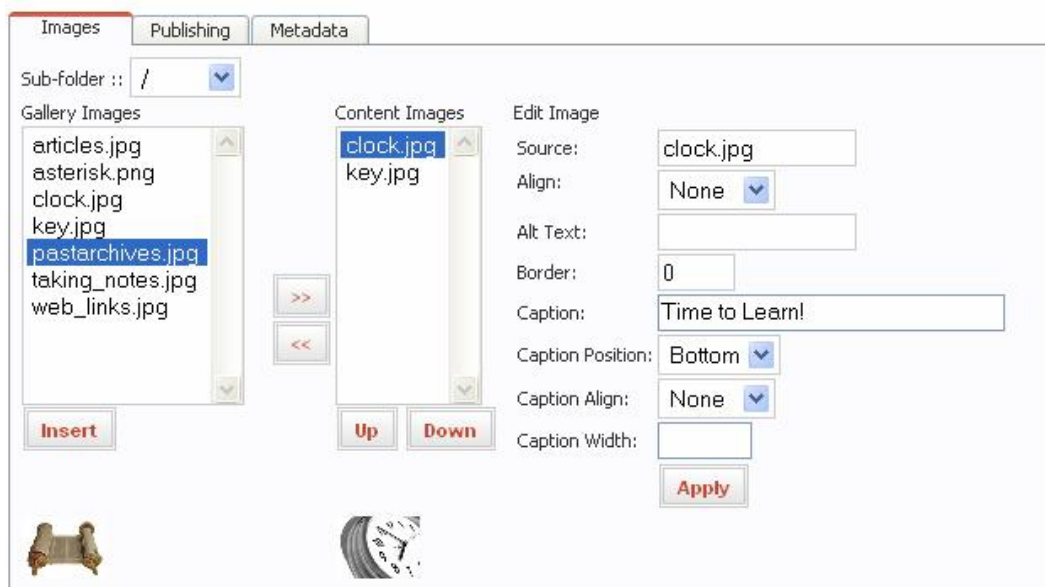 Images Publishing Metadata
Sub-folder :: /
Gallery Images
articles.jpg
asterisk.png
clock.jpg
key.jpg
pastarchives.jpg
taking_notes.jpg
web_links.jpg
Insert
>>
<<
Content Images
clock.jpg
key.jpg
Up Down
Edit Image
Source: clock.jpg
Align: None
Alt Text:
Border: 0
Caption: Time to Learn!
Caption Position: Bottom
Caption Align: None
Caption Width:
Apply